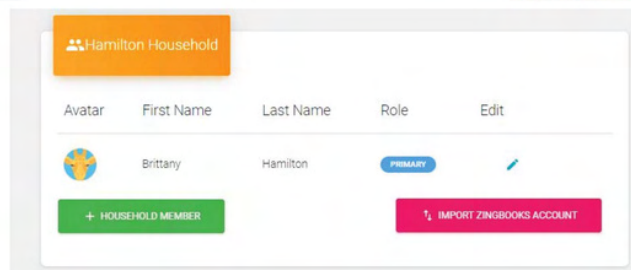 Hamilton Household
Avatar First Name Last Name Role Edit
Brittany Hamilton PRIMARY
+ HOUSEHOLD MEMBER IMPORT ZINGBOOKS ACCOUNT